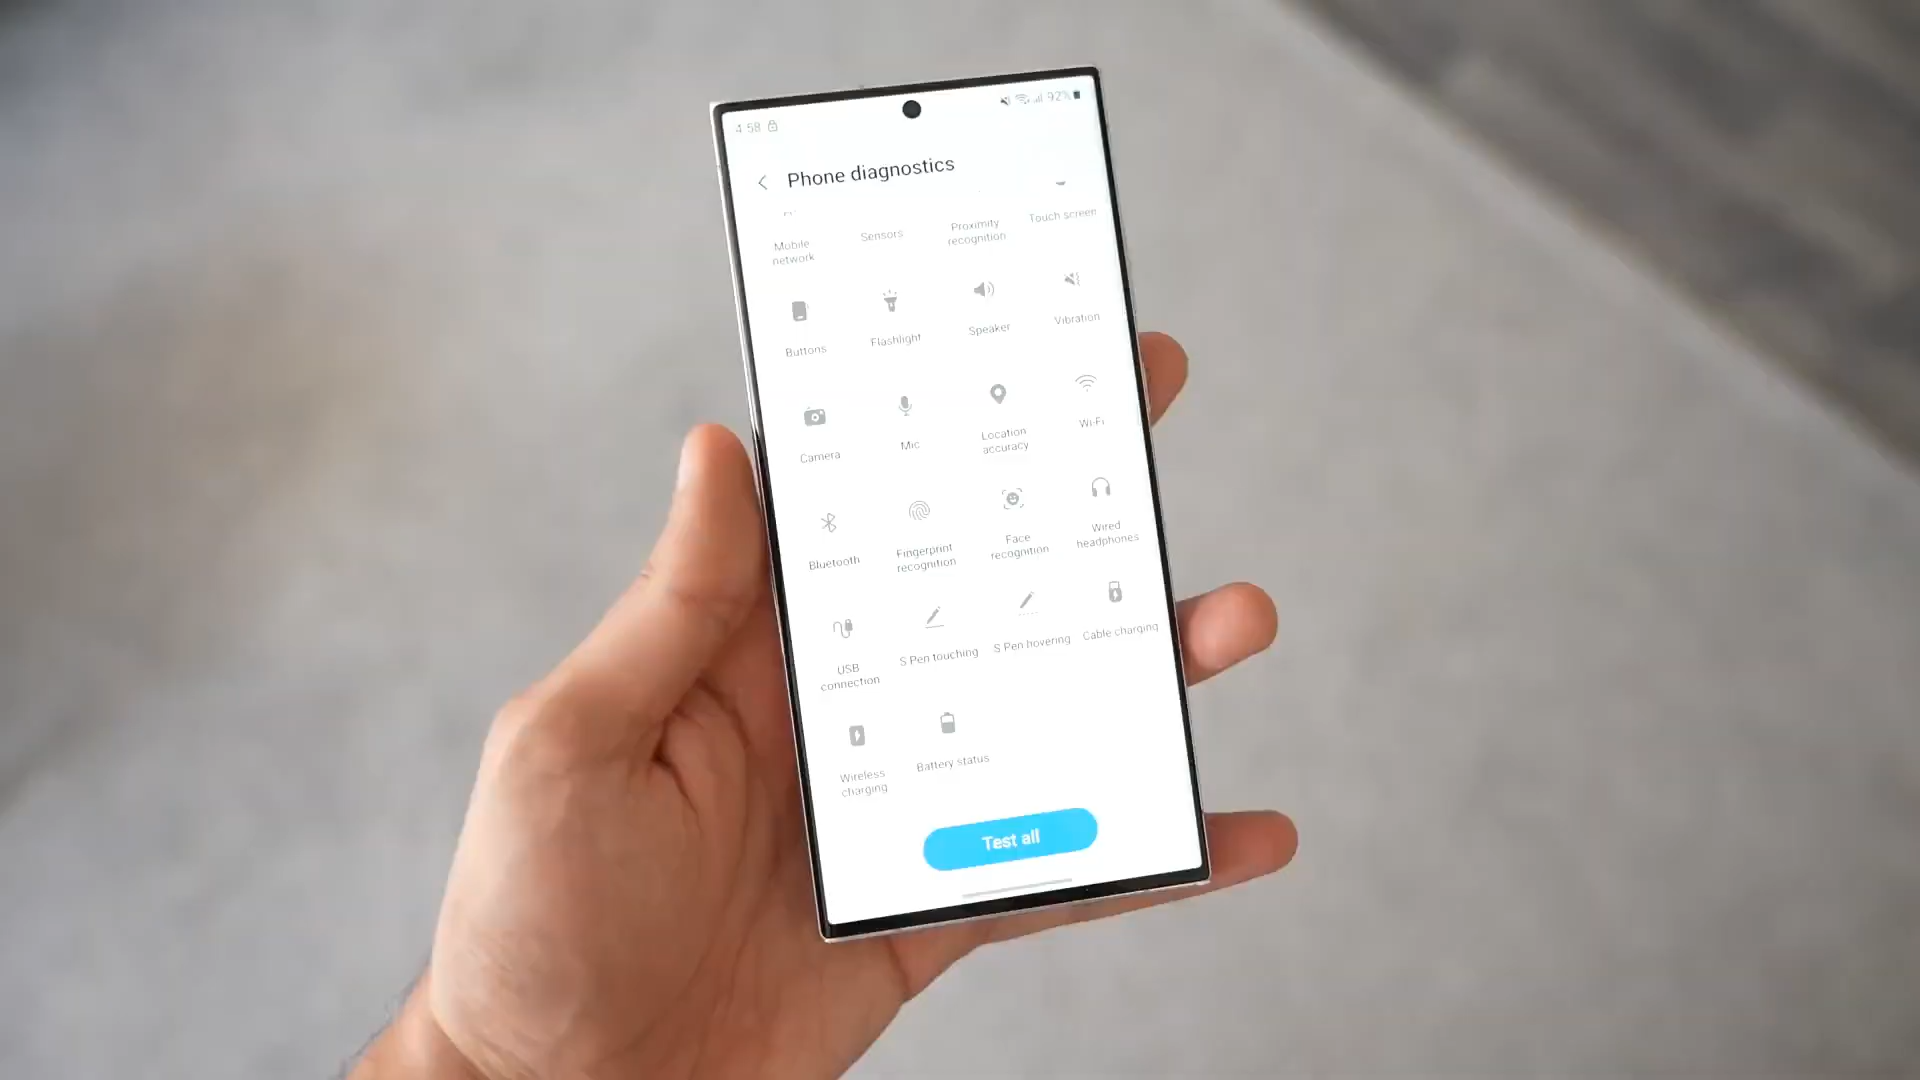 4:58
92%
Phone diagnostics
Mobile
network
Sensors
Proximity
recognition
Touch screen
Buttons
Flashlight
Speaker
Vibration
Camera
Mic
Location
accuracy
Wi-Fi
Bluetooth
Fingerprint
recognition
Face
recognition
Wired
headphones
USB
connection
S Pen touching
S Pen hovering
Cable charging
Wireless
charging
Battery status
Test all